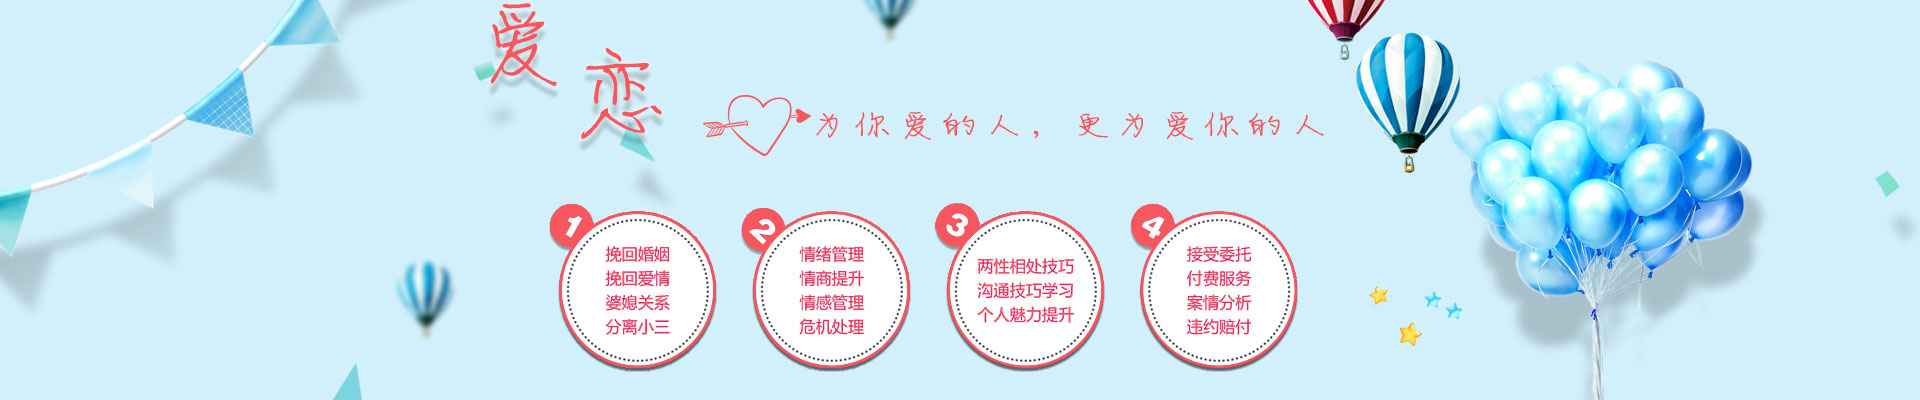 爱恋
为你爱的人，更为爱你的人
1
挽回婚姻
挽回爱情
婆媳关系
分离小三
2
情绪管理
情商提升
情感管理
危机处理
3
两性相处技巧
沟通技巧学习
个人魅力提升
4
接受委托
付费服务
案情分析
违约赔付